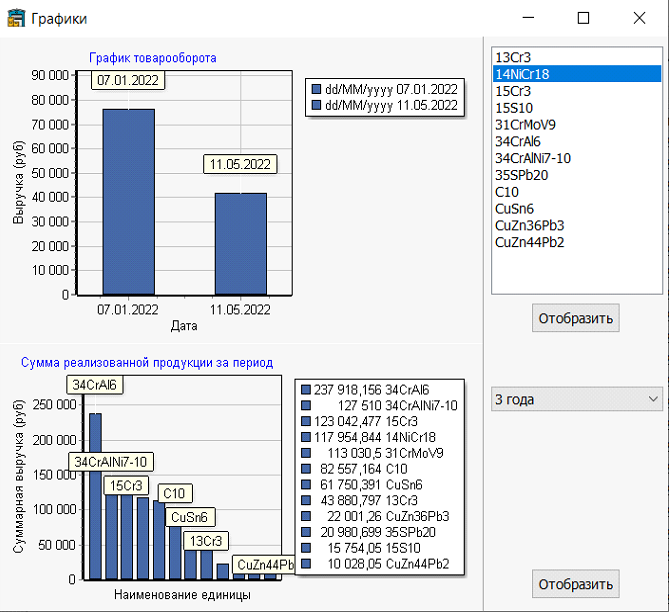 Графики
График товарооборота
90 000
80 000
70 000
60 000
50 000
40 000
30 000
20 000
10 000
0
Выручка (руб)
07.01.2022
11.05.2022
07.01.2022
11.05.2022
Дата
dd/MM/yyyy 07.01.2022
dd/MM/yyyy 11.05.2022
Сумма реализованной продукции за период
250 000
200 000
150 000
100 000
50 000
0
Суммарная выручка (руб)
34CrAl6
34CrAlNi7-10
15Cr3
C10
CuSn6
13Cr3
CuZn44Pb
Наименование единицы
237 918,156 34CrAl6
127 510 34CrAlNi7-10
123 042,477 15Cr3
117 954,844 14NiCr18
113 030,5 31CrMoV9
82 557,164 C10
61 750,391 CuSn6
43 880,797 13Cr3
22 001,26 CuZn36Pb3
20 980,699 35SPb20
15 754,05 15S10
10 028,05 CuZn44Pb2
13Cr3
14NiCr18
15Cr3
15S10
31CrMoV9
34CrAl6
34CrAlNi7-10
35SPb20
C10
CuSn6
CuZn36Pb3
CuZn44Pb2
Отобразить
3 года
Отобразить